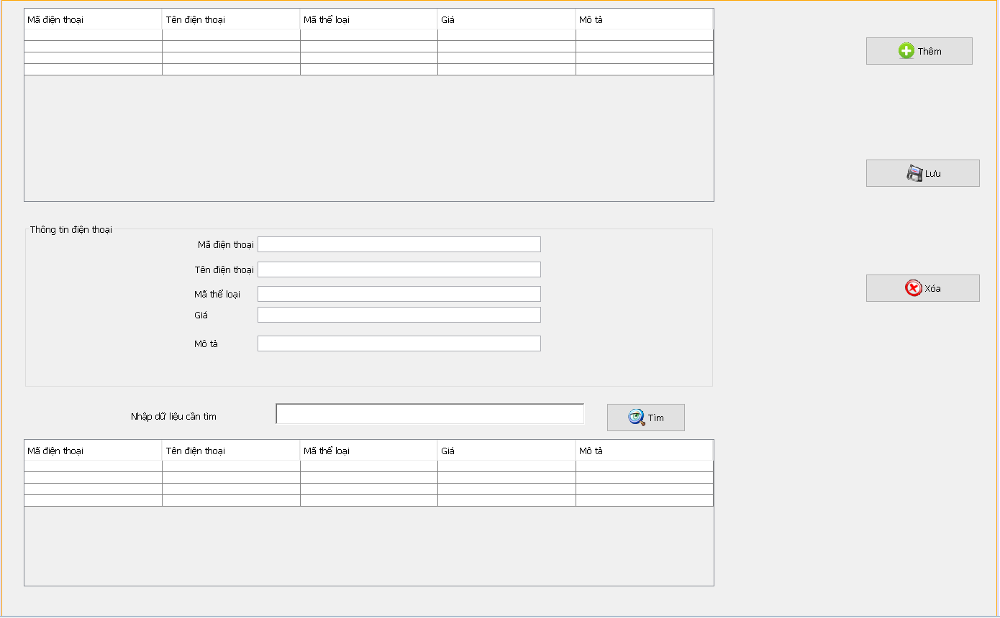 Mã điện thoại Tên điện thoại Mã thể loại Giá Mô tả
Thêm
Lưu
Thông tin điện thoại
Mã điện thoại
Tên điện thoại
Xóa
Mã thể loại
Giá
Mô tả
Nhập dữ liệu cần tìm
Tìm
Mã điện thoại Tên điện thoại Mã thể loại Giá Mô tả